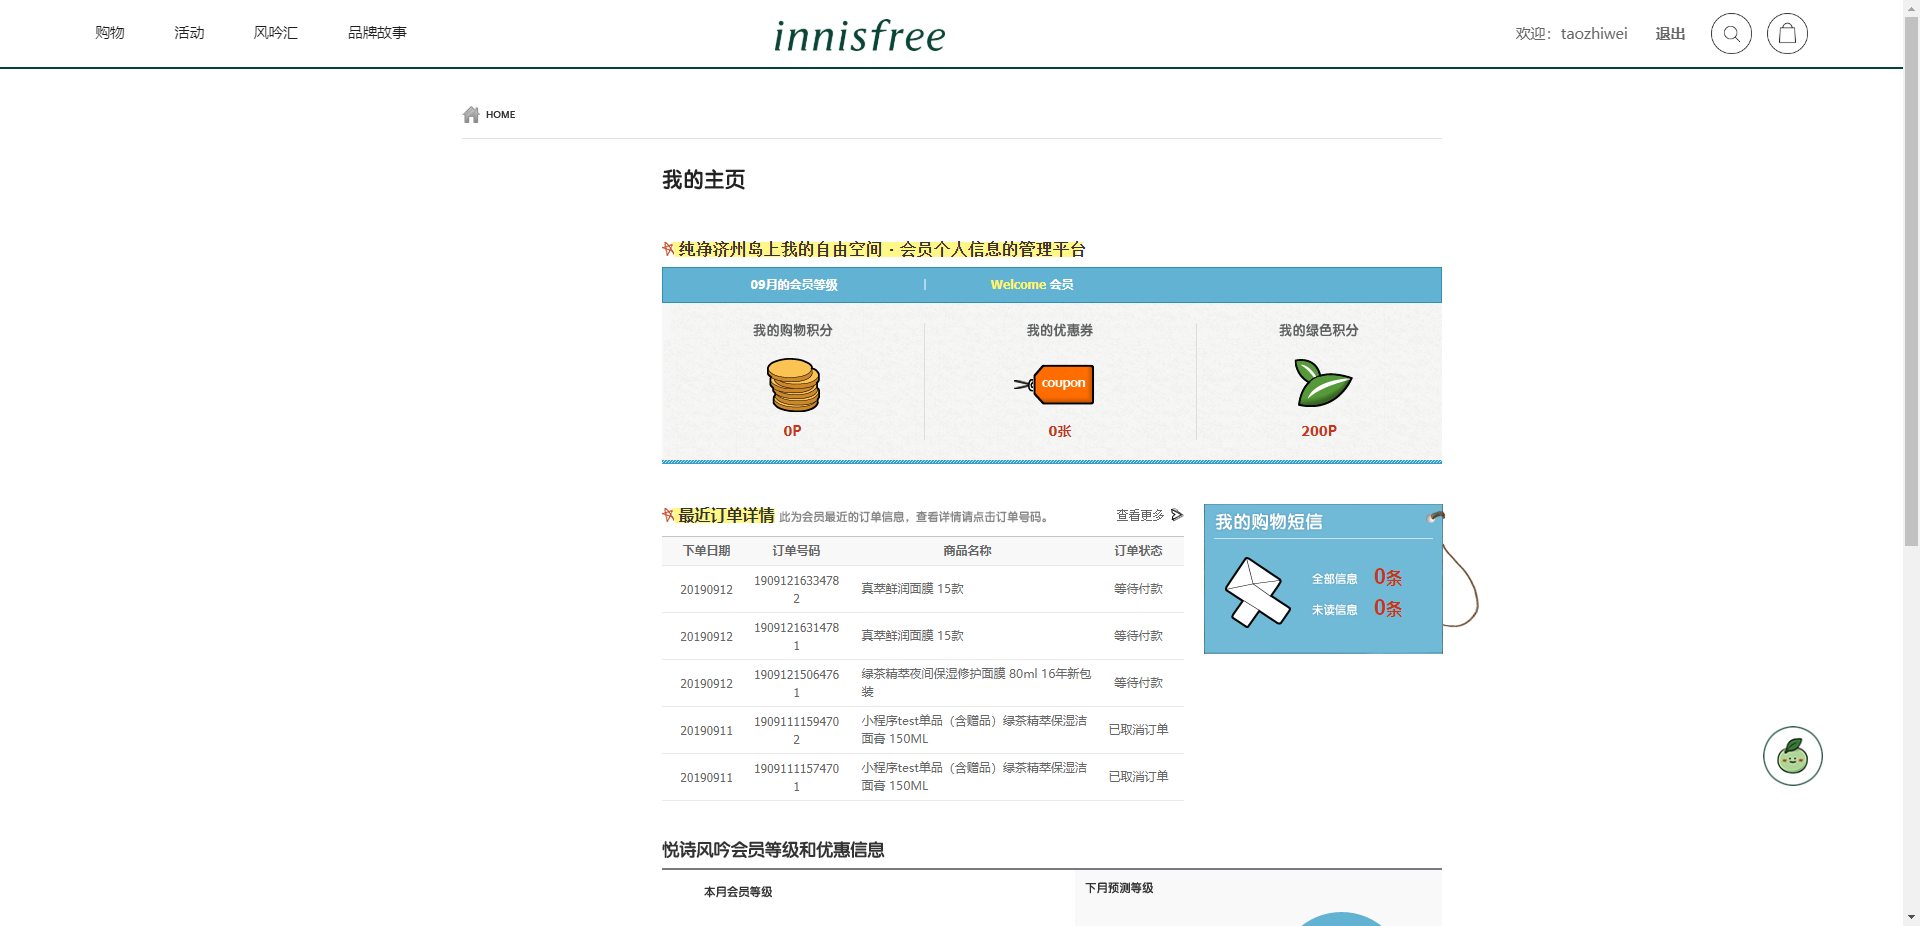 购物 活动 风吟汇 品牌故事 innisfree 欢迎：taozhiwei 退出
HOME
我的主页
纯净济州岛上我的自由空间 - 会员个人信息的管理平台
09月的会员等级 | Welcome 会员
我的购物积分 我的优惠券 我的绿色积分
coupon
0P 0张 200P
最近订单详情 此为会员最近的订单信息，查看详情请点击订单号码。 查看更多
下单日期 订单号码 商品名称 订单状态
20190912 1909121633478
2 真萃鲜润面膜 15款 等待付款
20190912 1909121631478
1 真萃鲜润面膜 15款 等待付款
20190912 1909121506476
1 绿茶精萃夜间保湿修护面膜 80ml 16年新包
装 等待付款
20190911 1909111159470
2 小程序test单品（含赠品）绿茶精萃保湿洁
面膏 150ML 已取消订单
20190911 1909111157470
1 小程序test单品（含赠品）绿茶精萃保湿洁
面膏 150ML 已取消订单
我的购物短信
全部信息 0条
未读信息 0条
悦诗风吟会员等级和优惠信息
本月会员等级 下月预测等级